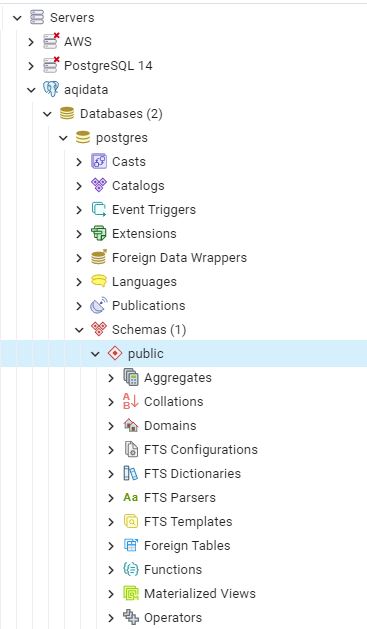 Servers
AWS
PostgreSQL 14
aqidata
Databases (2)
postgres
Casts
Catalogs
Event Triggers
Extensions
Foreign Data Wrappers
Languages
Publications
Schemas (1)
public
Aggregates
Collations
Domains
FTS Configurations
FTS Dictionaries
Aa FTS Parsers
FTS Templates
Foreign Tables
Functions
Materialized Views
Operators